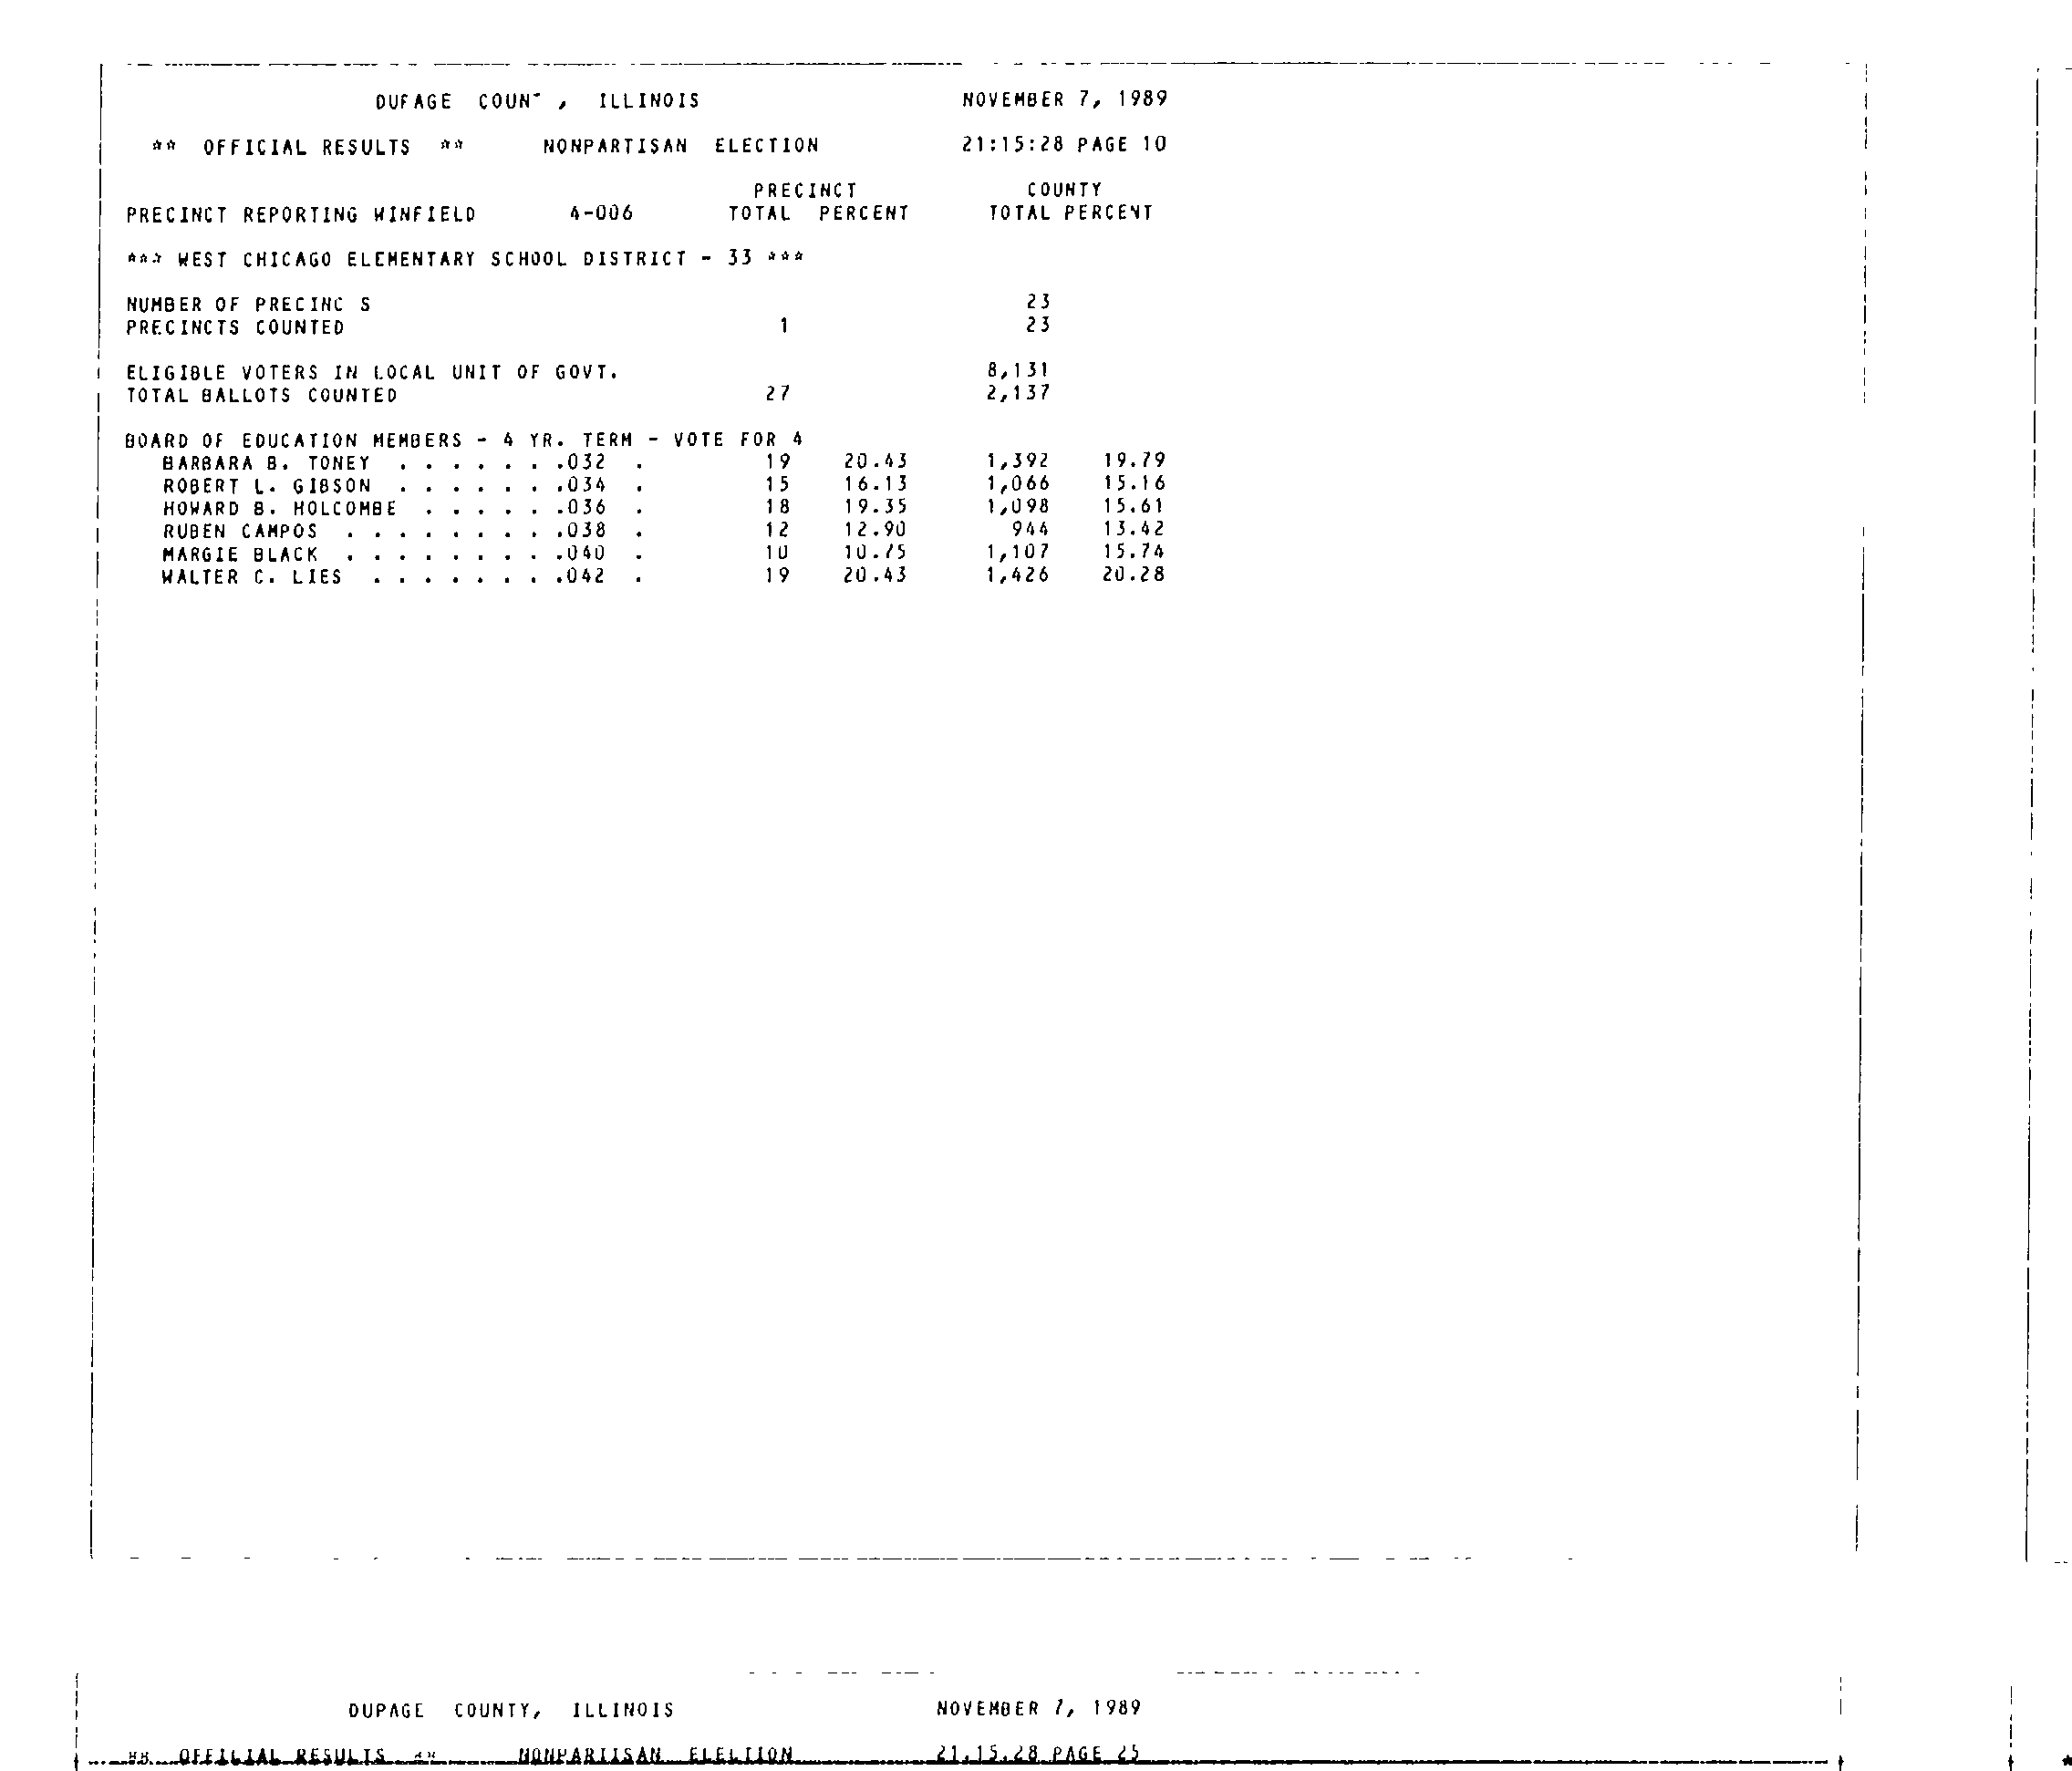 DUPAGE COUN , ILLINOIS NOVEMBER 7, 1989
** OFFICIAL RESULTS ** NONPARTISAN ELECTION 21:15:28 PAGE 10
PRECINCT COUNTY
PRECINCT REPORTING WINFIELD 4-006 TOTAL PERCENT TOTAL PERCENT
*** WEST CHICAGO ELEMENTARY SCHOOL DISTRICT - 33 ***
NUMBER OF PRECINC S 23
PRECINCTS COUNTED 1 23
ELIGIBLE VOTERS IN LOCAL UNIT OF GOVT. 8,131
TOTAL BALLOTS COUNTED 27 2,137
BOARD OF EDUCATION MEMBERS - 4 YR. TERM - VOTE FOR 4
BARBARA B. TONEY . . . . . . .032 . 19 20.43 1,392 19.79
ROBERT L. GIBSON . . . . . . .034 . 15 16.13 1,066 15.16
HOWARD B. HOLCOMBE . . . . . .036 . 18 19.35 1,098 15.61
RUBEN CAMPOS . . . . . . . . .038 . 12 12.90 944 13.42
MARGIE BLACK . . . . . . . . .040 . 10 10.75 1,107 15.74
WALTER C. LIES . . . . . . . .042 . 19 20.43 1,426 20.28
DUPAGE COUNTY, ILLINOIS NOVEMBER 7, 1989
** OFFICIAL RESULTS ** NONPARTISAN ELECTION 21:15:28 PAGE 25